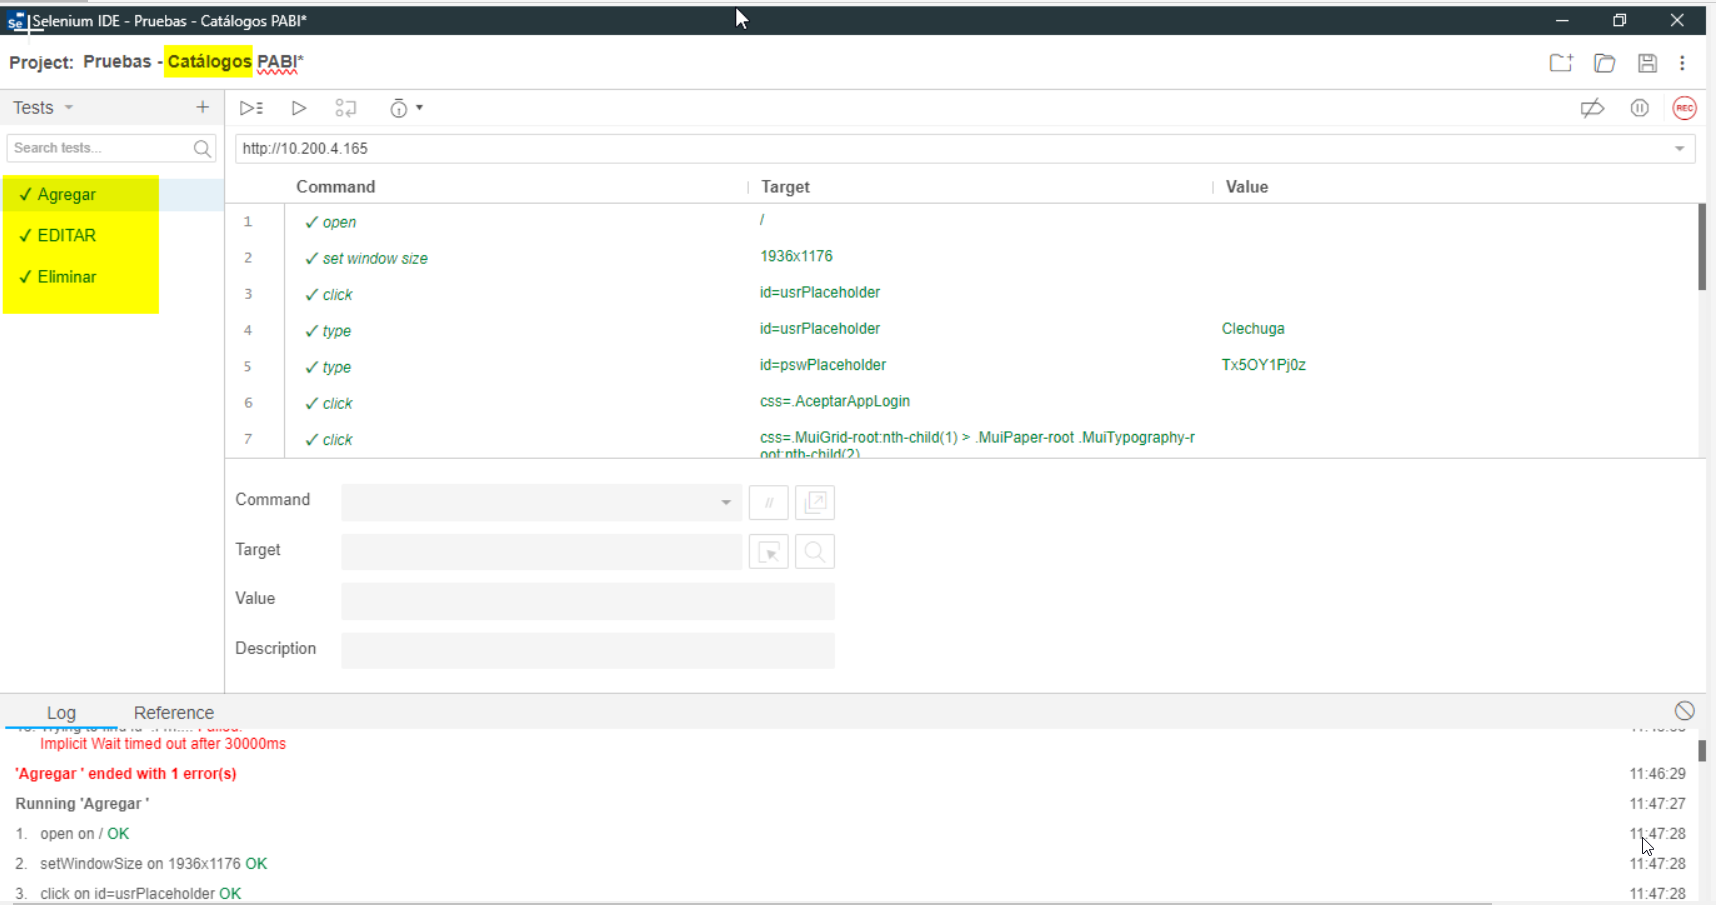 Selenium IDE - Pruebas - Catálogos PABI*
Project: Pruebas - Catálogos PABI*
Tests
REC
Search tests...
http://10.200.4.165
Command Target Value
✓ Agregar
✓ EDITAR
✓ Eliminar
1 ✓ open /
2 ✓ set window size 1936x1176
3 ✓ click id=usrPlaceholder
4 ✓ type id=usrPlaceholder Clechuga
5 ✓ type id=pswPlaceholder Tx5OY1Pj0z
6 ✓ click css=.AceptarAppLogin
7 ✓ click css=.MuiGrid-root:nth-child(1) > .MuiPaper-root .MuiTypography-r
oot:nth-child(2)
Command //
Target
Value
Description
Log Reference
Implicit Wait timed out after 30000ms
'Agregar ' ended with 1 error(s) 11:46:29
Running 'Agregar ' 11:47:27
1. open on / OK 11:47:28
2. setWindowSize on 1936x1176 OK 11:47:28
3. click on id=usrPlaceholder OK 11:47:28